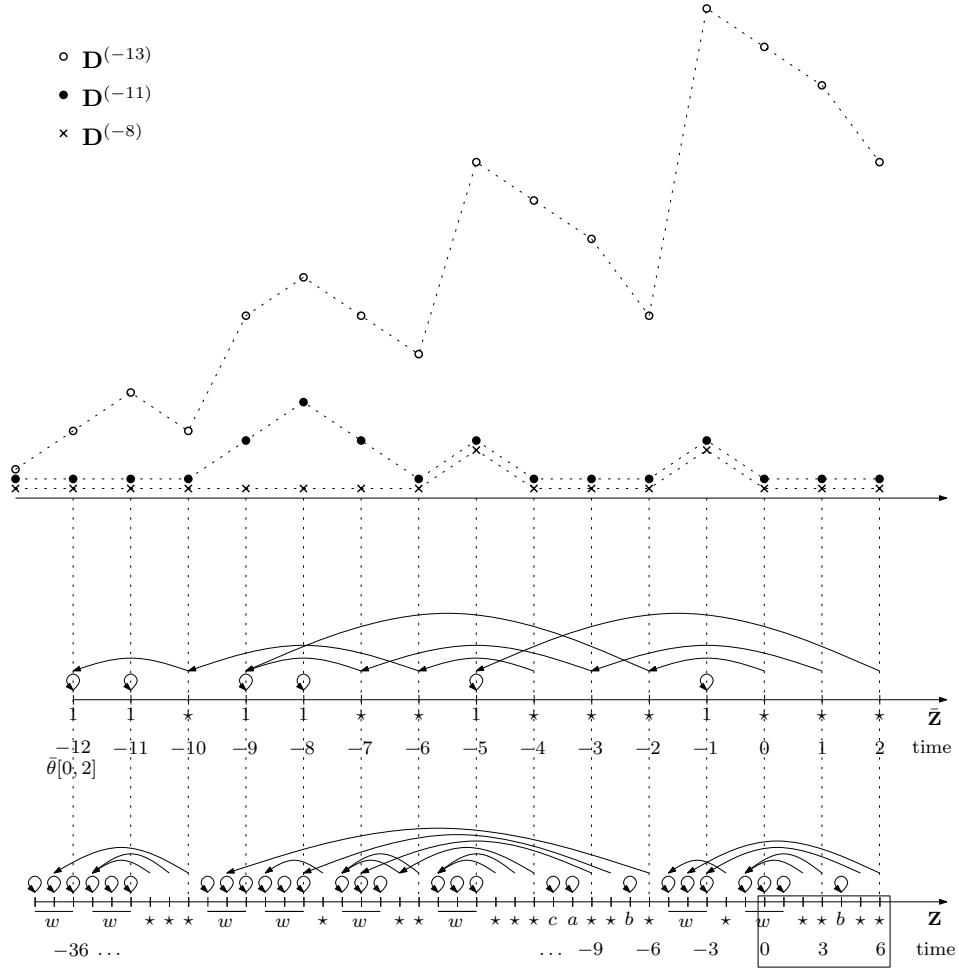 D^(−13)
D^(−11)
D^(−8)
1 1 ⋆ 1 1 ⋆ ⋆ 1 ⋆ ⋆ ⋆ 1 ⋆ ⋆ ⋆ Z̄
−12 −11 −10 −9 −8 −7 −6 −5 −4 −3 −2 −1 0 1 2 time
θ̄[0, 2]
w w ⋆ ⋆ ⋆ w w ⋆ w ⋆ ⋆ w ⋆ ⋆ ⋆ c a ⋆ ⋆ b ⋆ w ⋆ w ⋆ ⋆ b ⋆ ⋆ Z
−36 ... ... −9 −6 −3 0 3 6 time